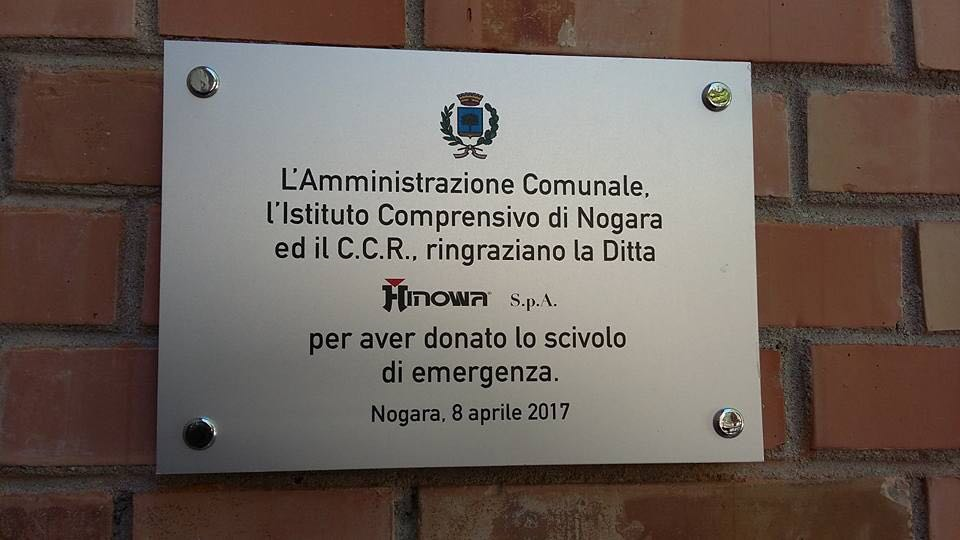 L'Amministrazione Comunale,
l'Istituto Comprensivo di Nogara
ed il C.C.R., ringraziano la Ditta
HINOWA S.p.A.
per aver donato lo scivolo
di emergenza.
Nogara, 8 aprile 2017